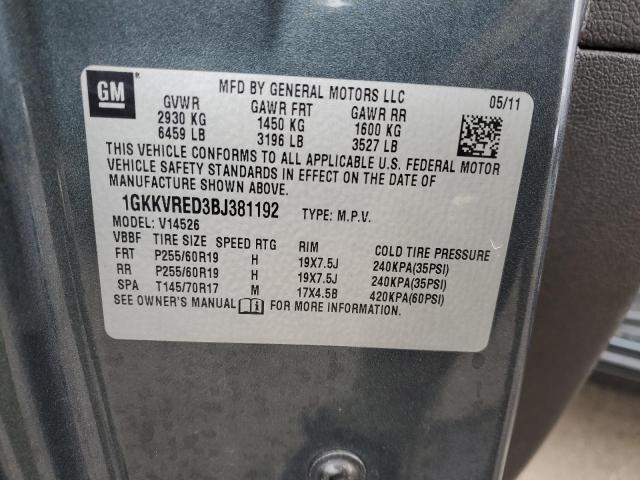 GM
MFD BY GENERAL MOTORS LLC 05/11
GVWR GAWR FRT GAWR RR
2930 KG 1450 KG 1600 KG
6459 LB 3196 LB 3527 LB
THIS VEHICLE CONFORMS TO ALL APPLICABLE U.S. FEDERAL MOTOR
VEHICLE SAFETY STANDARDS IN EFFECT ON THE DATE OF
MANUFACTURE SHOWN ABOVE.
1GKKVRED3BJ381192 TYPE: M.P.V.
MODEL: V14526
VBBF TIRE SIZE SPEED RTG RIM COLD TIRE PRESSURE
FRT P255/60R19 H 19X7.5J 240KPA(35PSI)
RR P255/60R19 H 19X7.5J 240KPA(35PSI)
SPA T145/70R17 M 17X4.5B 420KPA(60PSI)
SEE OWNER'S MANUAL FOR MORE INFORMATION.